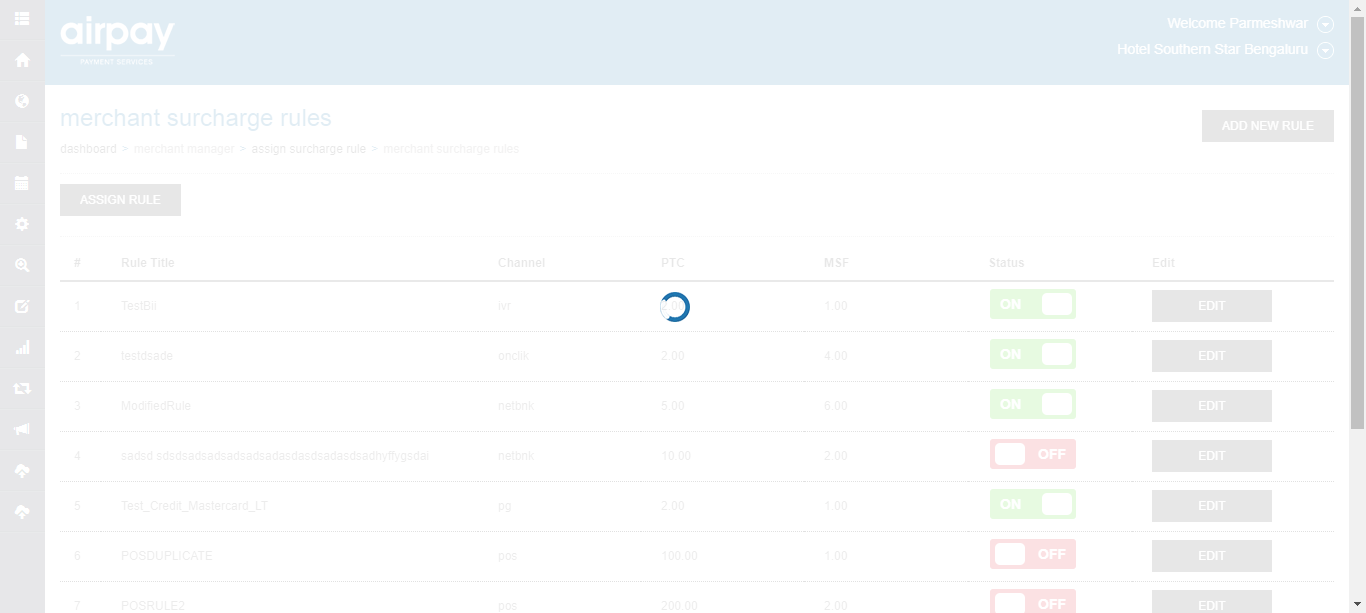 airpay
PAYMENT SERVICES
Welcome Parmeshwar
Hotel Southern Star Bengaluru
merchant surcharge rules
ADD NEW RULE
dashboard > merchant manager > assign surcharge rule > merchant surcharge rules
ASSIGN RULE
# Rule Title Channel PTC MSF Status Edit
1 TestBir ivr 1.00 ON EDIT
2 testdsade onclik 2.00 4.00 ON EDIT
3 ModifiedRule netbnk 5.00 6.00 ON EDIT
4 netbnk 10.00 2.00 OFF EDIT
5 Test_Credit_Mastercard_LT pg 2.00 1.00 ON EDIT
6 POSDUPLICATE pos 100.00 1.00 OFF EDIT
7 POSRULE2 pos 200.00 2.00 OFF EDIT